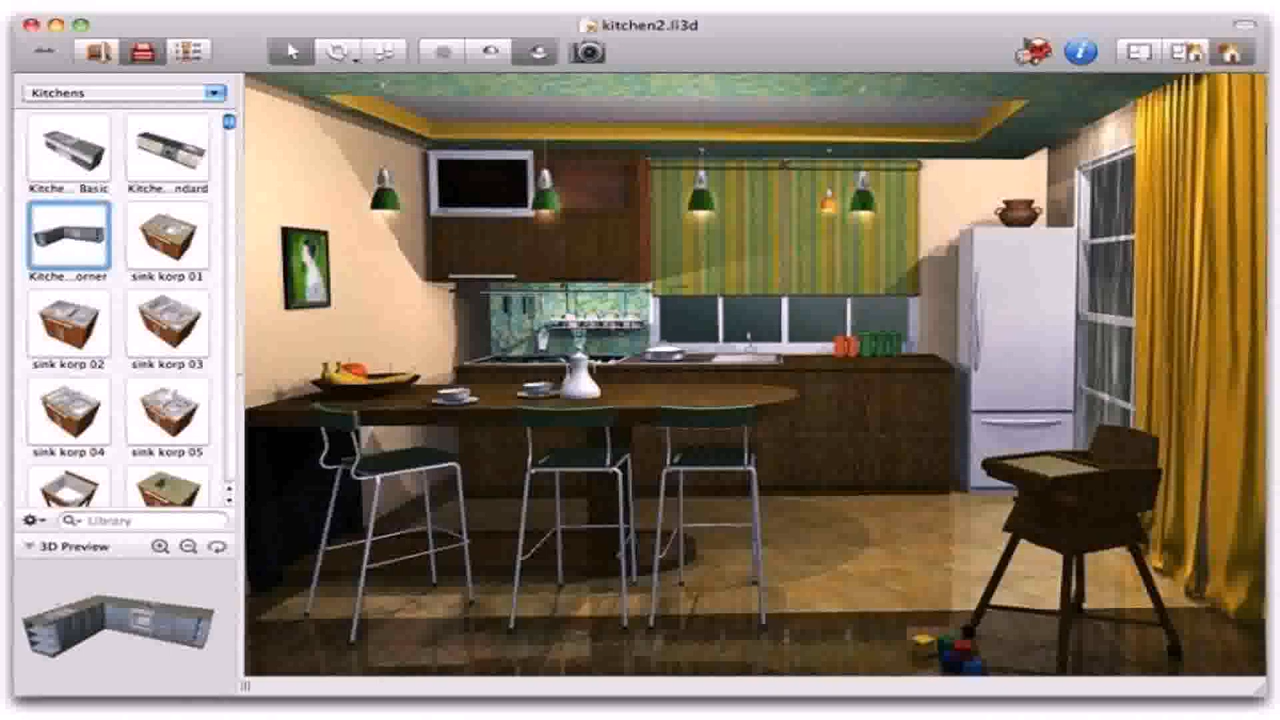 kitchen2.li3d
Kitchens
Kitche... Basic
Kitche...ndard
Kitche...orner
sink korp 01
sink korp 02
sink korp 03
sink korp 04
sink korp 05
Library
3D Preview